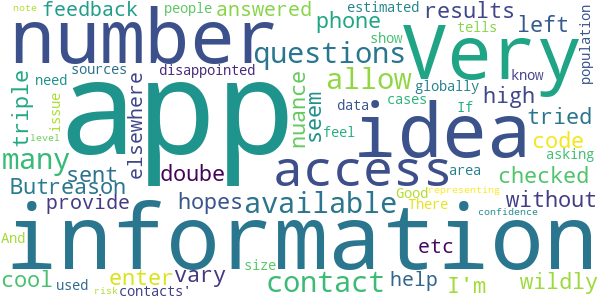 note people answered estimated
feedback results left population
number phone show tells
sources disappointed questions very
app allow nuance high need
triple issue elsewhere seem know
globally If tried
data cases
many idea code
feel asking
sent doube access area checked
Butreason level representing
provide hopes available Good There without
information etc confidence
cool enter vary contact help I'm wildly
used size
risk contacts' And